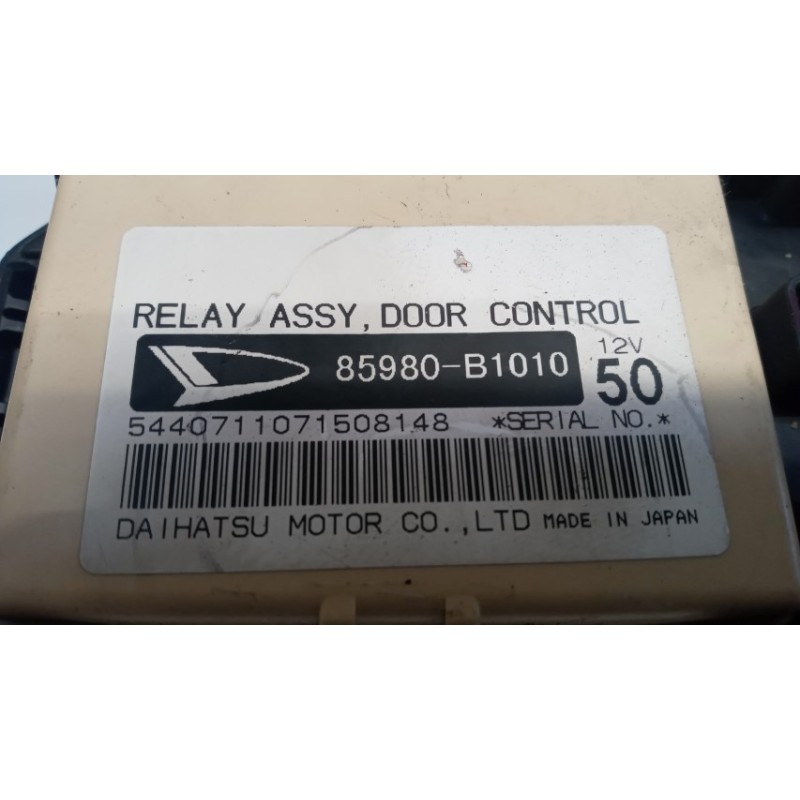 RELAY ASSY, DOOR CONTROL
85980-B1010 12V 50
5440711071508148 *SERIAL NO.*
DAIHATSU MOTOR CO.,LTD MADE IN JAPAN